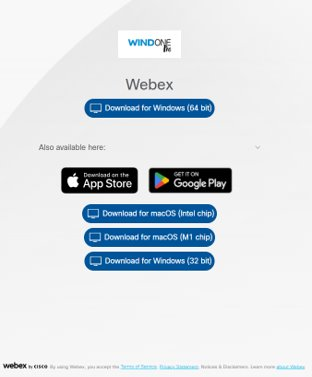 WINDONE
Webex
Download for Windows (64 bit)
Also available here:
Download on the
App Store
GET IT ON
Google Play
Download for macOS (Intel chip)
Download for macOS (M1 chip)
Download for Windows (32 bit)
webex by CISCO By using Webex, you accept the Terms of Service, Privacy Statement, Notices & Disclaimers. Learn more about Webex